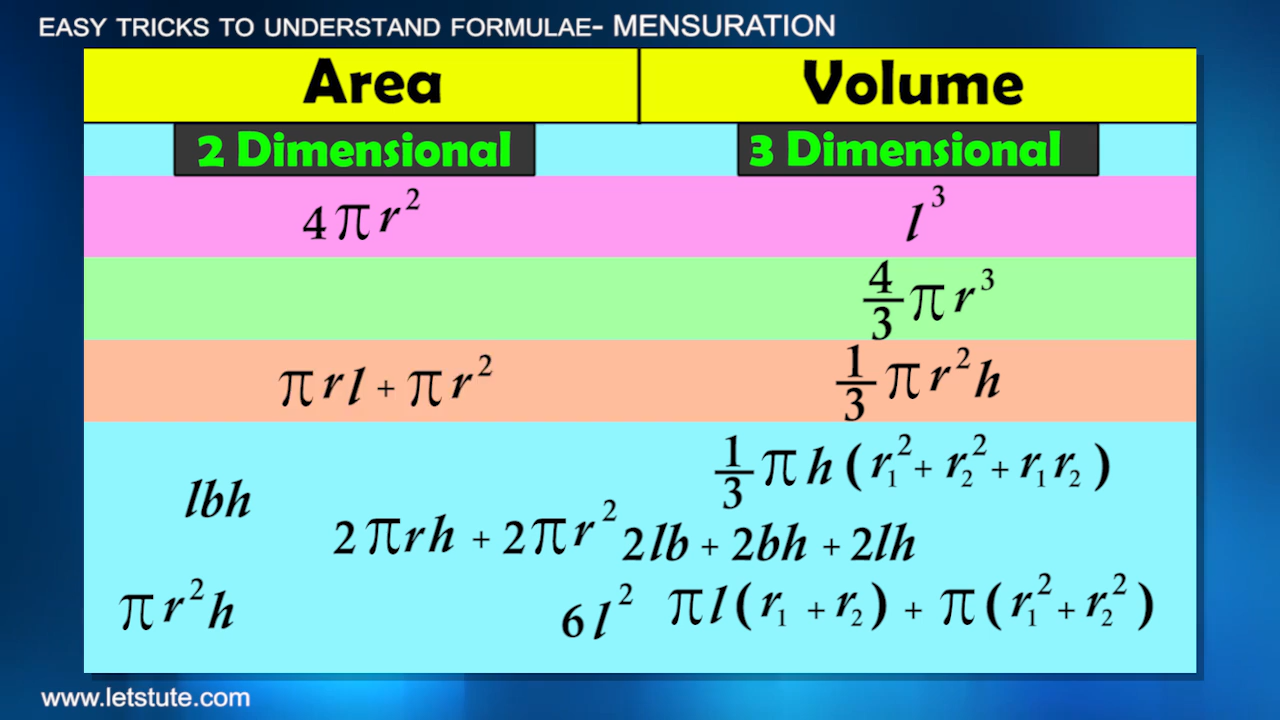 EASY TRICKS TO UNDERSTAND FORMULAE- MENSURATION
Area Volume
2 Dimensional 3 Dimensional
4πr² l³
4/3 πr³
πrl + πr² 1/3 πr²h
1/3 πh(r₁² + r₂² + r₁r₂)
lbh
2πrh + 2πr² 2lb + 2bh + 2lh
πr²h 6l² πl(r₁ + r₂) + π(r₁² + r₂²)
www.letstute.com